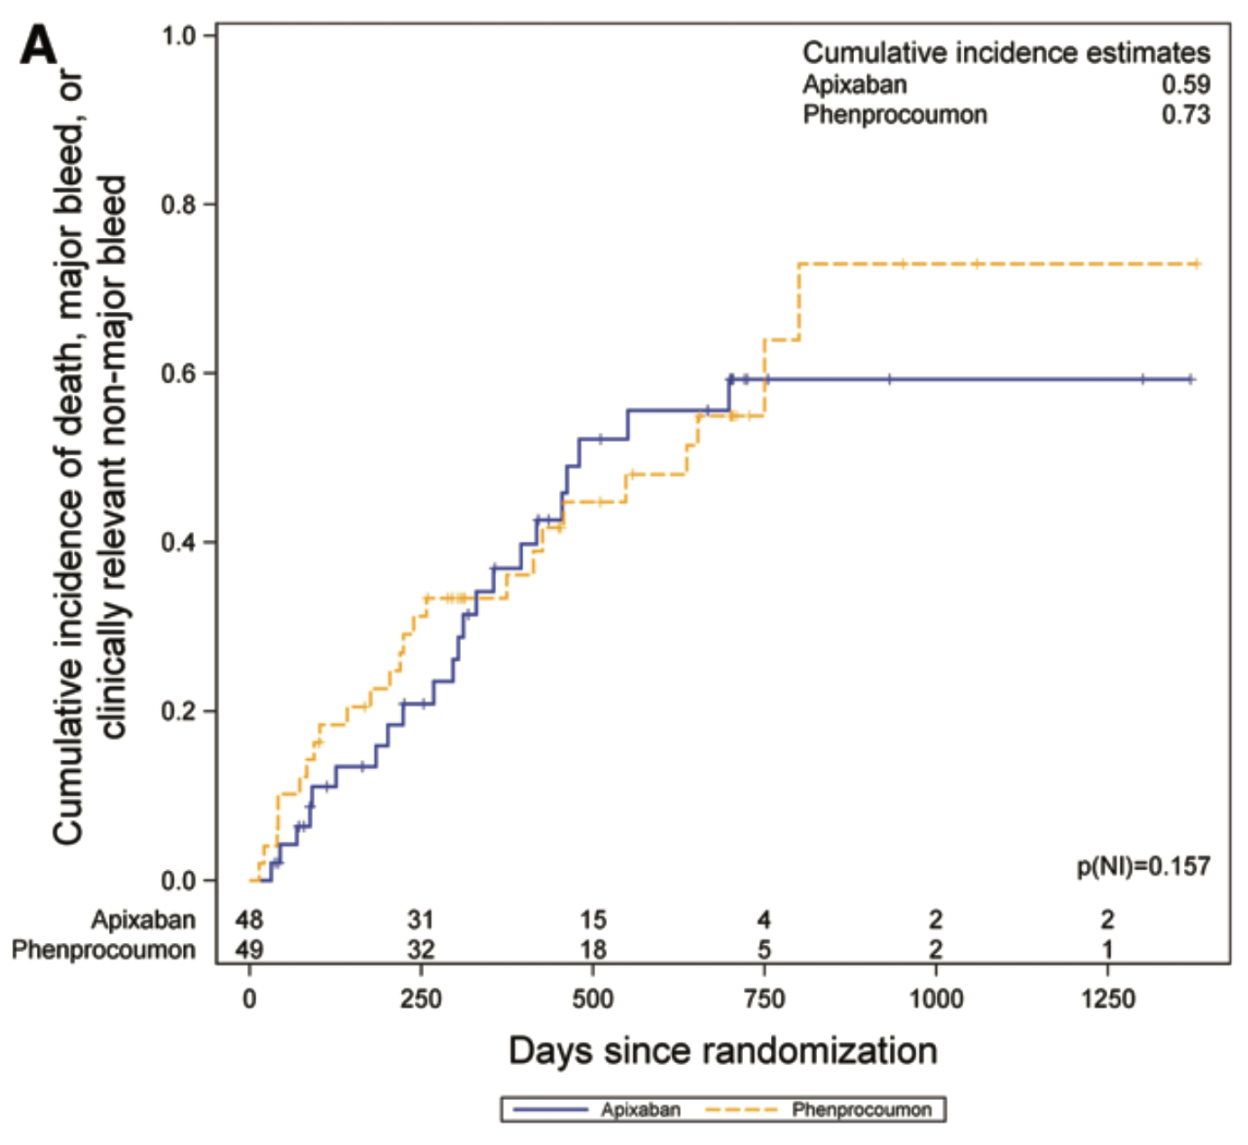 A
Cumulative incidence of death, major bleed, or
clinically relevant non-major bleed
1.0
0.8
0.6
0.4
0.2
0.0
Cumulative incidence estimates
Apixaban 0.59
Phenprocoumon 0.73
p(NI)=0.157
Apixaban 48 31 15 4 2 2
Phenprocoumon 49 32 18 5 2 1
0 250 500 750 1000 1250
Days since randomization
Apixaban Phenprocoumon